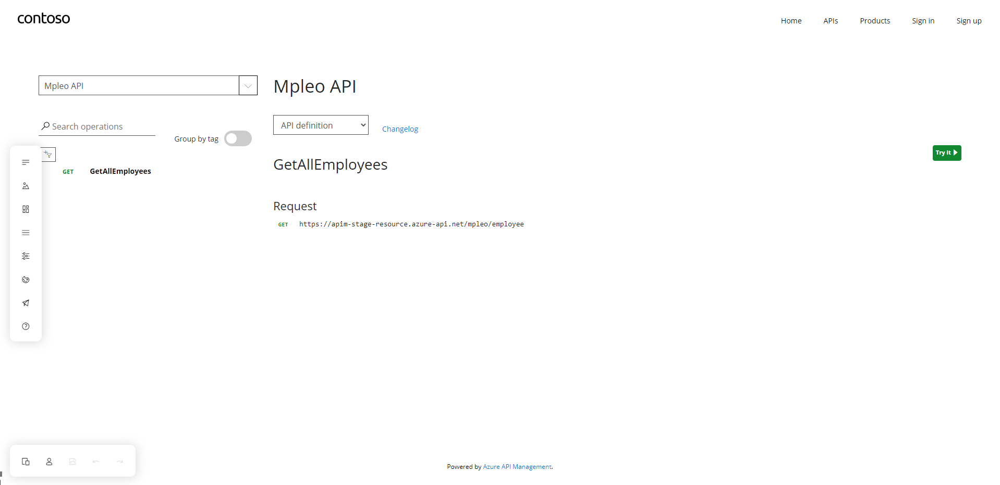 contoso
Home APIs Products Sign in Sign up
Mpleo API
Search operations
Group by tag
GET GetAllEmployees
Mpleo API
API definition
Changelog
GetAllEmployees
Try it
Request
GET https://apim-stage-resource.azure-api.net/mpleo/employee
Powered by Azure API Management.